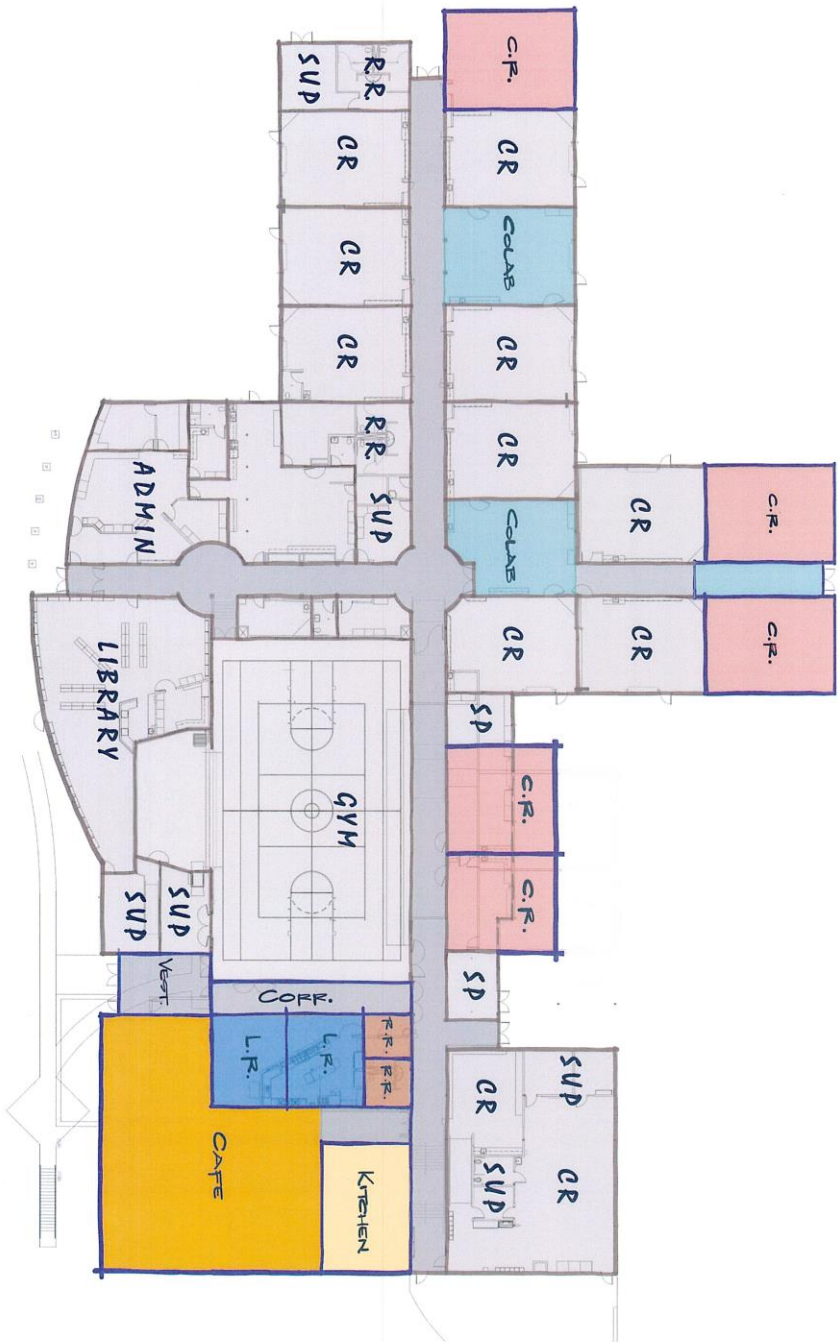 C.R.
R.R.
SUP
CR
CR
CR
COLAB
CR
CR
CR
R.R.
SUP
CR
COLAB
ADMIN
CR
C.R.
CR
CR
C.R.
LIBRARY
SP
GYM
C.R.
C.R.
SUP
SUP
SP
VEST.
CORR.
L.R.
L.R.
R.R.
R.R.
CR
SUP
SUP
CR
CAFE
KITCHEN